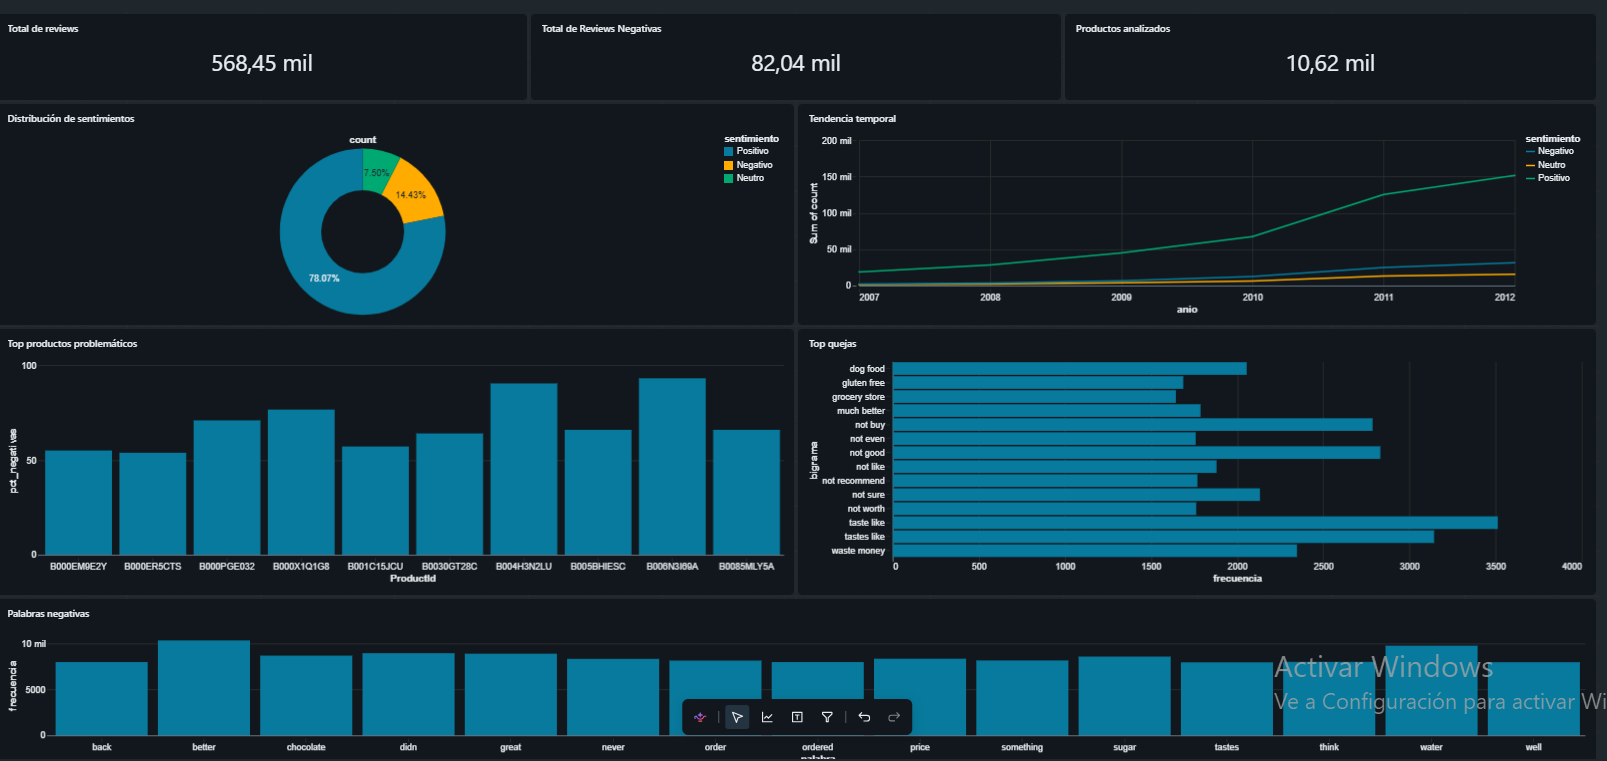 Total de reviews
568,45 mil
Total de Reviews Negativas
82,04 mil
Productos analizados
10,62 mil
Distribución de sentimientos
count
7.50%
14.43%
78.07%
sentimiento
Positivo
Negativo
Neutro
Tendencia temporal
Sum of count
200 mil
150 mil
100 mil
50 mil
0
2007 2008 2009 2010 2011 2012
anio
sentimiento
Negativo
Neutro
Positivo
Top productos problemáticos
pct_negativas
100
50
0
B000EM9E2Y B000ER5CTS B000PGE032 B000X1Q1G8 B001C15JCU B0030GT28C B004H3N2LU B005BHIESC B006N3I69A B0085MLY5A
ProductId
Top quejas
bigrama
dog food
gluten free
grocery store
much better
not buy
not even
not good
not like
not recommend
not sure
not worth
taste like
tastes like
waste money
0 500 1000 1500 2000 2500 3000 3500 4000
frecuencia
Palabras negativas
frecuencia
10 mil
5000
0
back better chocolate didn great never order ordered price something sugar tastes think water well
palabra
Activar Windows
Ve a Configuración para activar Wi